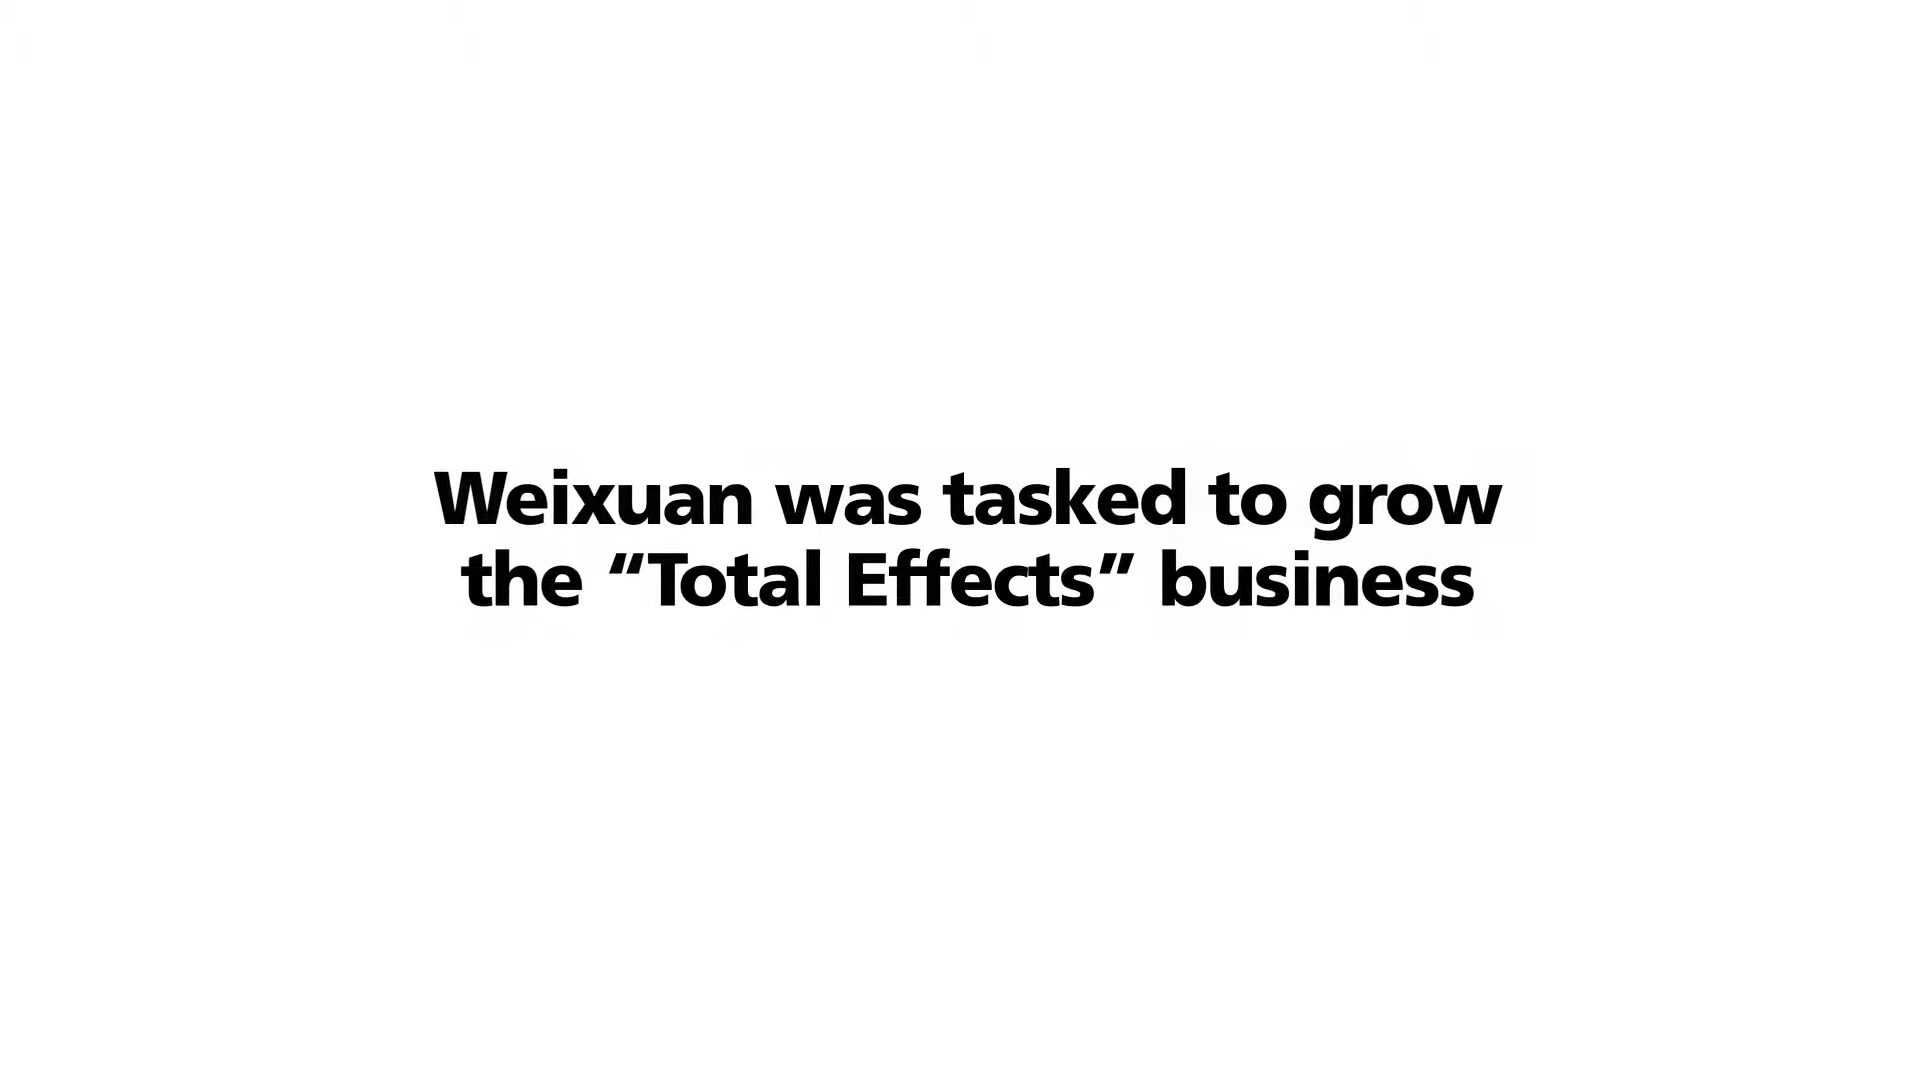 Weixuan was tasked to grow
the “Total Effects” business